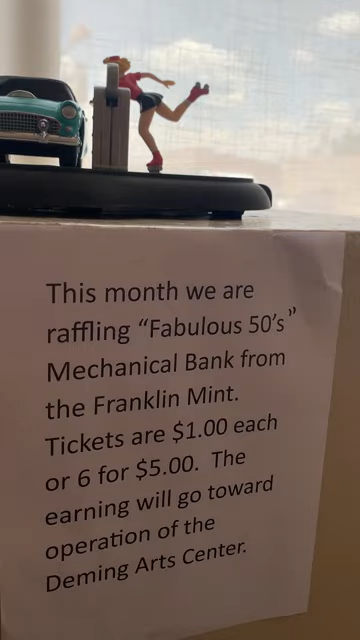 This month we are
raffling “Fabulous 50’s”
Mechanical Bank from
the Franklin Mint.
Tickets are $1.00 each
or 6 for $5.00. The
earning will go toward
operation of the
Deming Arts Center.